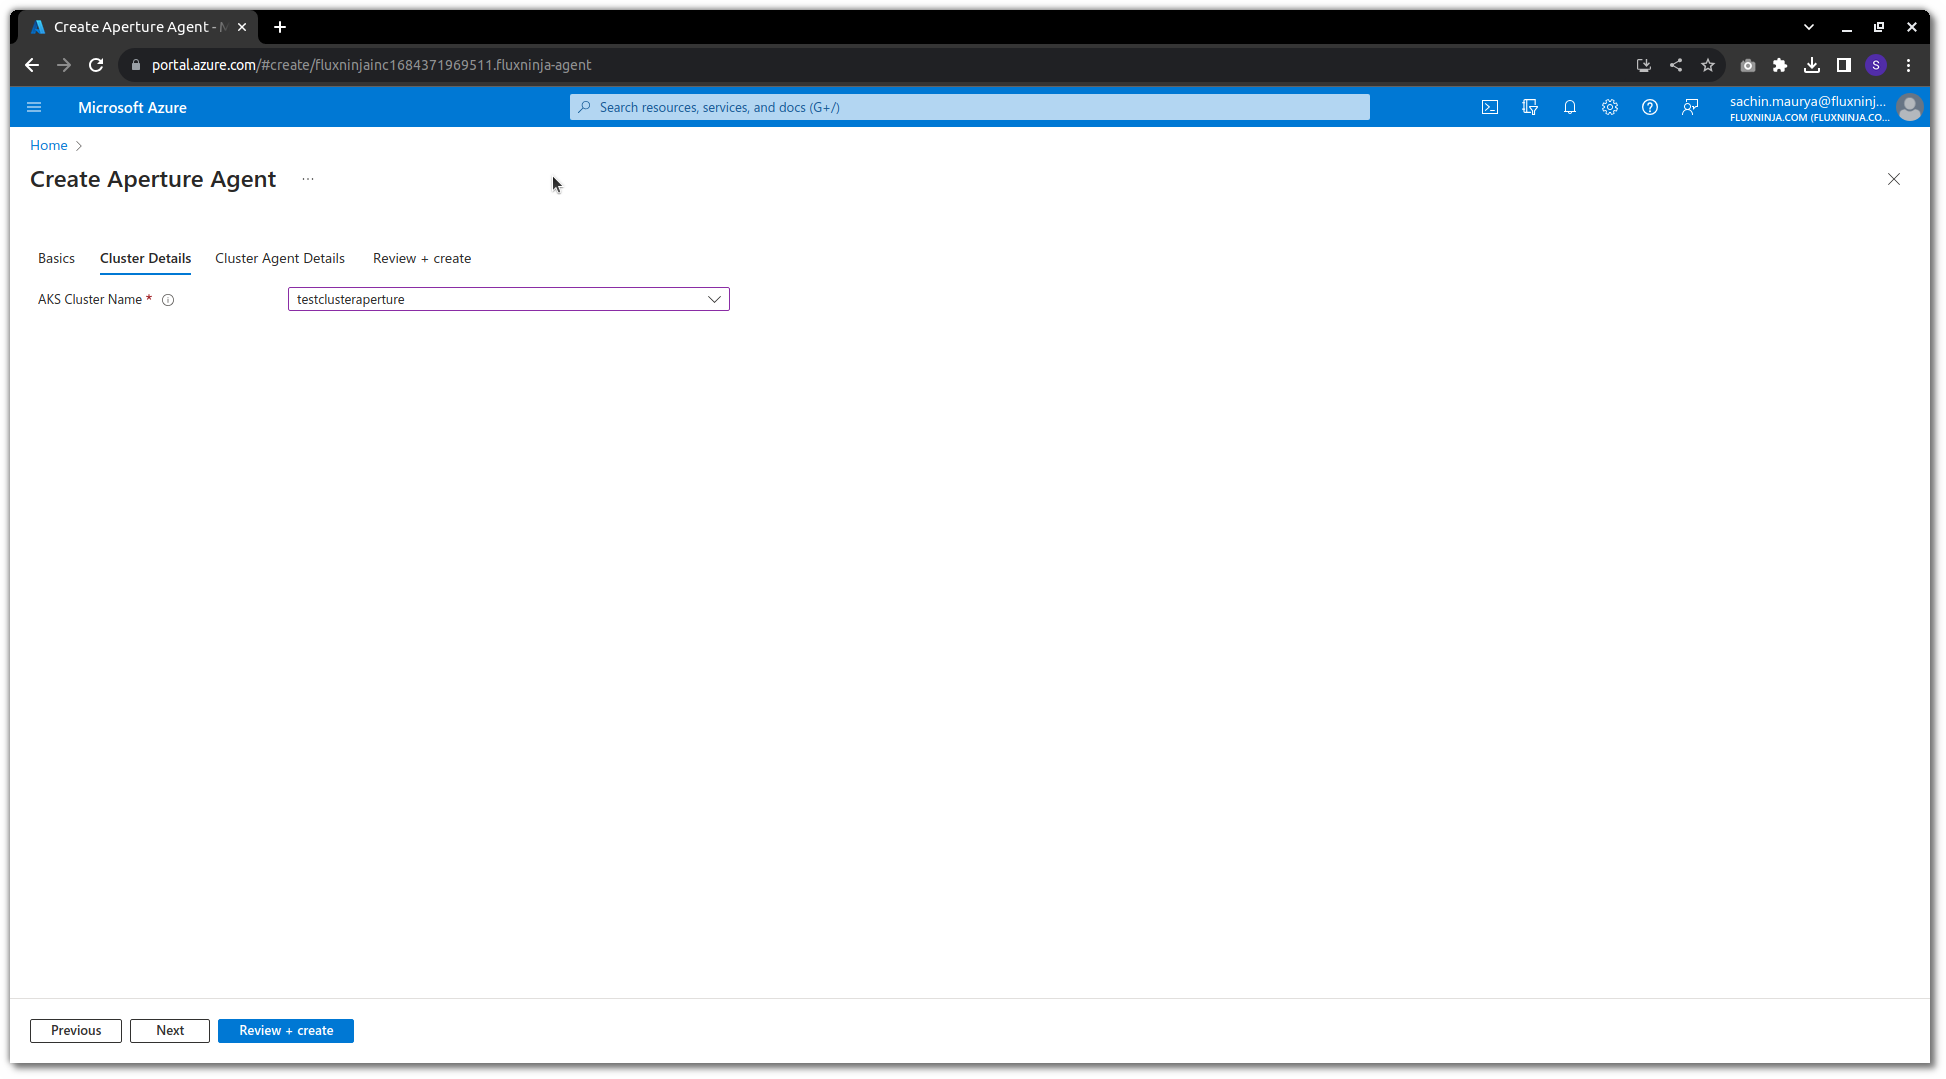 Create Aperture Agent - M
portal.azure.com/#create/fluxninjainc1684371969511.fluxninja-agent
S
Microsoft Azure
Search resources, services, and docs (G+/)
sachin.maurya@fluxninj...
FLUXNINJA.COM (FLUXNINJA.CO...
Home
Create Aperture Agent ...
Basics Cluster Details Cluster Agent Details Review + create
AKS Cluster Name * testclusteraperture
Previous Next Review + create